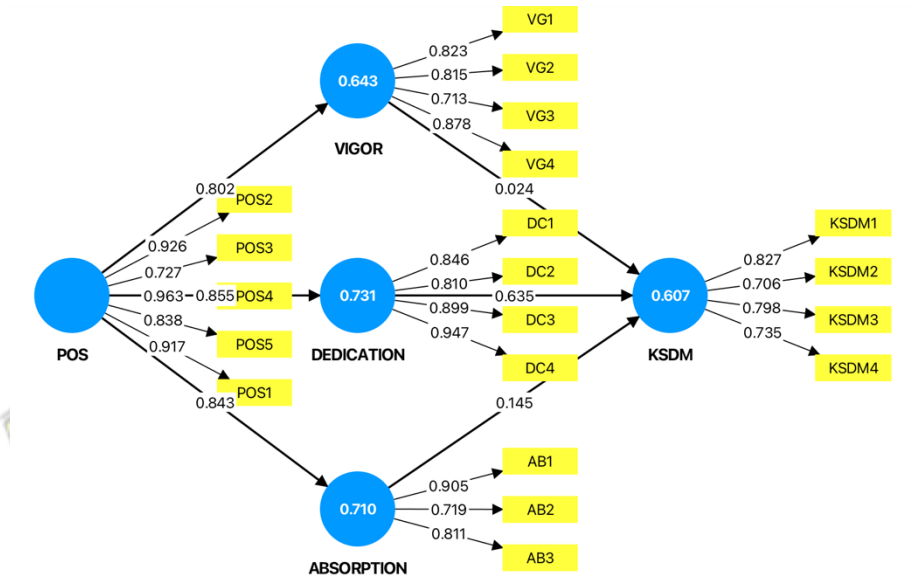 VG1
0.823
VG2
0.643
0.815
0.713
VG3
0.878
VIGOR
VG4
0.802
0.024
POS2
DC1
KSDM1
0.926
POS3
0.846
0.827
0.727
DC2
KSDM2
0.810
0.706
0.963
0.855
POS4
0.731
0.635
0.607
0.899
0.798
0.838
DC3
KSDM3
0.947
0.735
POS5
POS
0.917
DEDICATION
KSDM
DC4
KSDM4
POS1
0.843
0.145
AB1
0.905
0.710
0.719
AB2
0.811
AB3
ABSORPTION